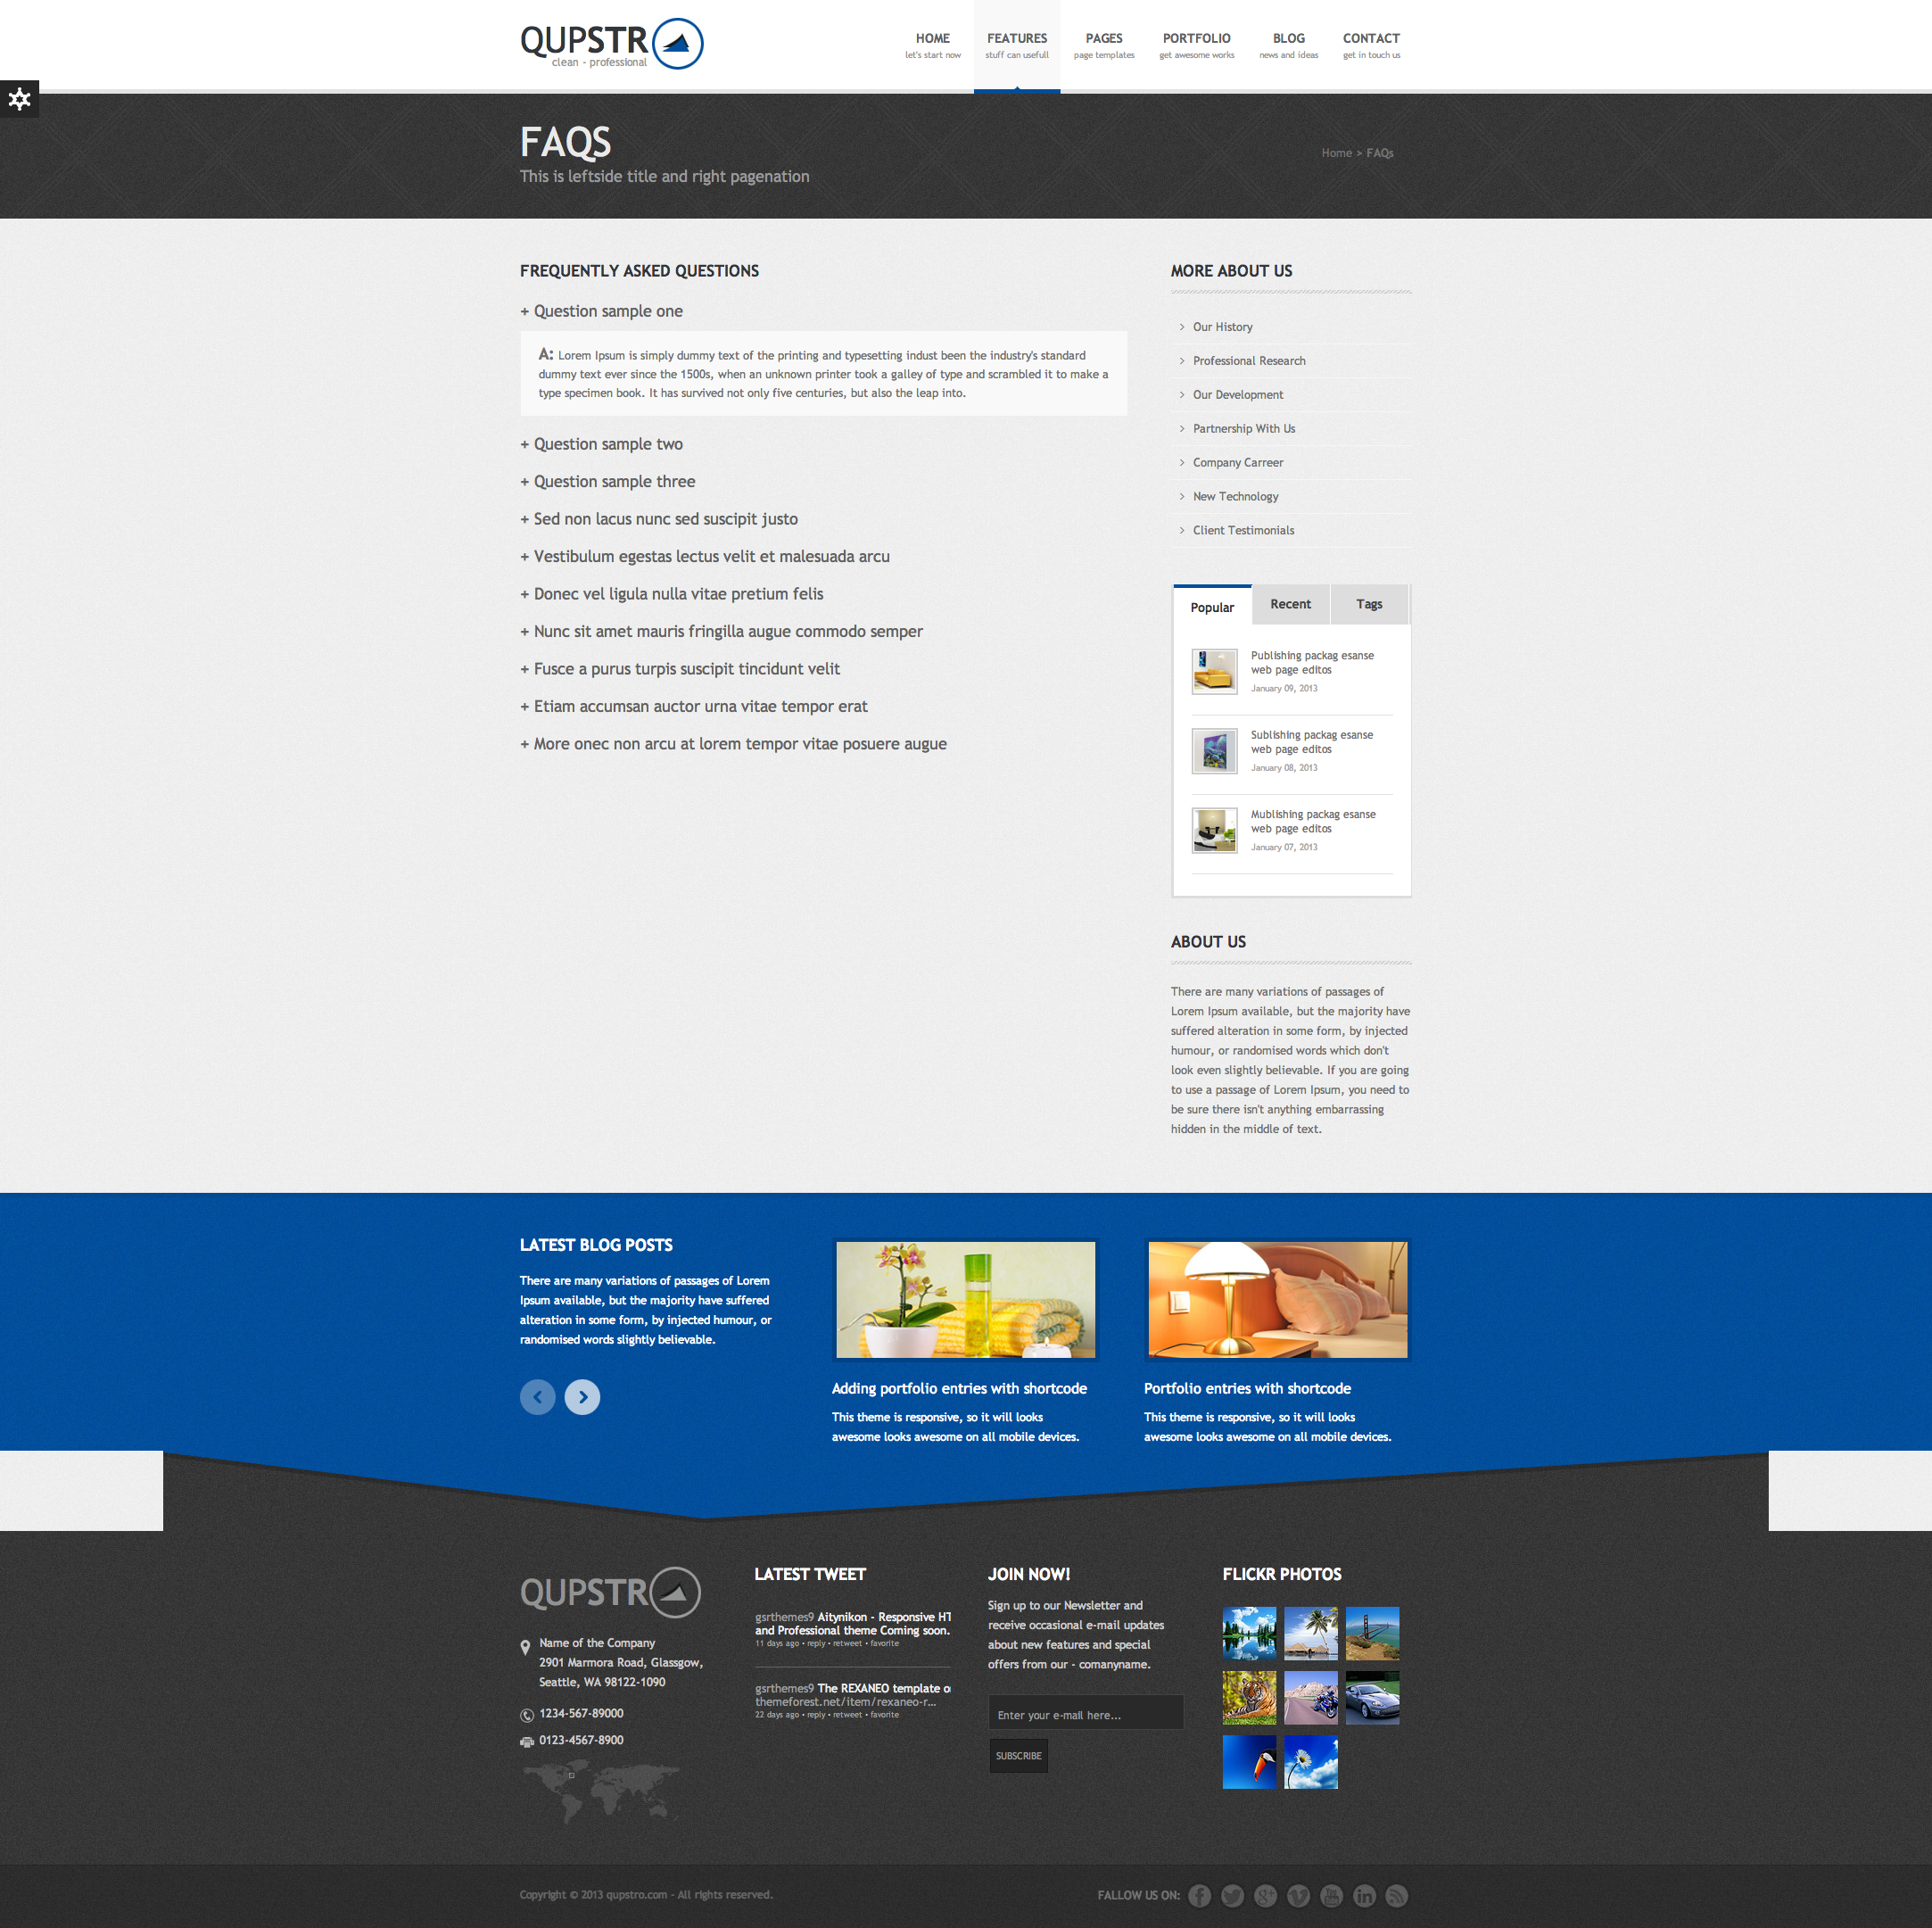 QUPSTR
clean - professional
HOME
let's start now
FEATURES
stuff can usefull
PAGES
page templates
PORTFOLIO
get awesome works
BLOG
news and ideas
CONTACT
get in touch us
FAQS
This is leftside title and right pagenation
Home > FAQs
FREQUENTLY ASKED QUESTIONS
+ Question sample one
A: Lorem Ipsum is simply dummy text of the printing and typesetting indust been the industry's standard
dummy text ever since the 1500s, when an unknown printer took a galley of type and scrambled it to make a
type specimen book. It has survived not only five centuries, but also the leap into.
+ Question sample two
+ Question sample three
+ Sed non lacus nunc sed suscipit justo
+ Vestibulum egestas lectus velit et malesuada arcu
+ Donec vel ligula nulla vitae pretium felis
+ Nunc sit amet mauris fringilla augue commodo semper
+ Fusce a purus turpis suscipit tincidunt velit
+ Etiam accumsan auctor urna vitae tempor erat
+ More onec non arcu at lorem tempor vitae posuere augue
MORE ABOUT US
Our History
Professional Research
Our Development
Partnership With Us
Company Carreer
New Technology
Client Testimonials
Popular
Recent
Tags
Publishing packag esanse
web page editos
January 09, 2013
Sublishing packag esanse
web page editos
January 08, 2013
Mublishing packag esanse
web page editos
January 07, 2013
ABOUT US
There are many variations of passages of
Lorem Ipsum available, but the majority have
suffered alteration in some form, by injected
humour, or randomised words which don't
look even slightly believable. If you are going
to use a passage of Lorem Ipsum, you need to
be sure there isn't anything embarrassing
hidden in the middle of text.
LATEST BLOG POSTS
There are many variations of passages of Lorem
Ipsum available, but the majority have suffered
alteration in some form, by injected humour, or
randomised words slightly believable.
Adding portfolio entries with shortcode
This theme is responsive, so it will looks
awesome looks awesome on all mobile devices.
Portfolio entries with shortcode
This theme is responsive, so it will looks
awesome looks awesome on all mobile devices.
QUPSTR
Name of the Company
2901 Marmora Road, Glassgow,
Seattle, WA 98122-1090
1234-567-89000
0123-4567-8900
LATEST TWEET
gsrthemes9 Aitynikon - Responsive HT
and Professional theme Coming soon.
11 days ago • reply • retweet • favorite
gsrthemes9 The REXANEO template o
themeforest.net/item/rexaneo-r...
22 days ago • reply • retweet • favorite
JOIN NOW!
Sign up to our Newsletter and
receive occasional e-mail updates
about new features and special
offers from our - comanyname.
Enter your e-mail here...
SUBSCRIBE
FLICKR PHOTOS
Copyright © 2013 qupstro.com - All rights reserved.
FALLOW US ON: